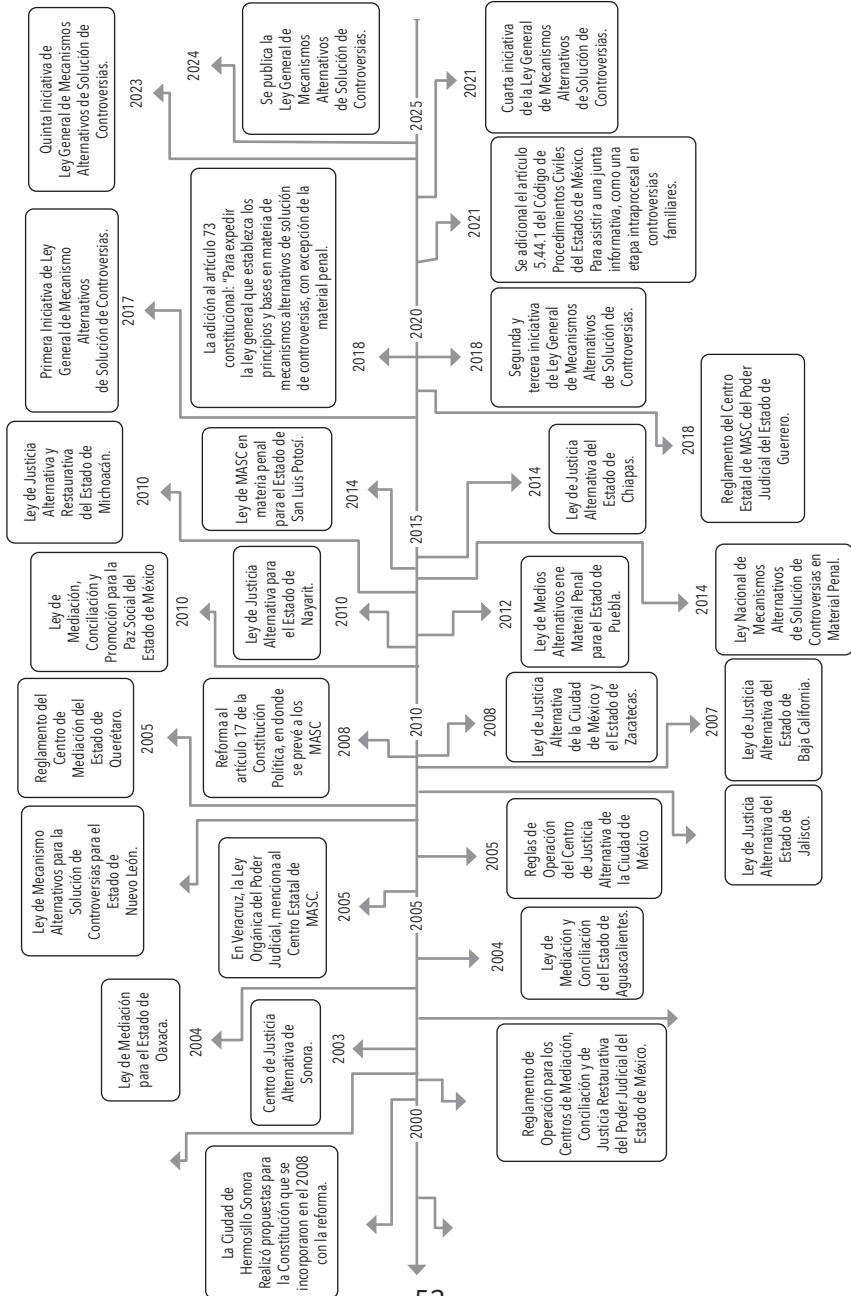 La Ciudad de
Hermosillo Sonora
Realizó propuestas para
la Constitución que se
incorporaron en el 2008
con la reforma.
Centro de Justicia
Alternativa de
Sonora.
2003
Ley de Mediación
para el Estado de
Oaxaca.
2004
En Veracruz, la Ley
Orgánica del Poder
Judicial, menciona al
Centro Estatal de
MASC.
2005
Ley de Mecanismo
Alternativos para la
Solución de
Controversias para el
Estado de
Nuevo León.
Reglamento del
Centro de
Mediación del
Estado de
Querétaro.
2005
Reforma al
artículo 17 de la
Constitución
Política, en donde
se prevé a los
MASC
2008
Ley de
Mediación,
Conciliación y
Promoción para la
Paz Social del
Estado de México
2010
Ley de Justicia
Alternativa para
el Estado de
Nayarit.
2010
Ley de Justicia
Alternativa y
Restaurativa
del Estado de
Michoacán.
2010
Ley de MASC en
materia penal
para el Estado de
San Luis Potosí.
2014
Primera Iniciativa de Ley
General de Mecanismo
Alternativos
de Solución de Controversias.
2017
La adición al artículo 73
constitucional: "Para expedir
la ley general que establezca los
principios y bases en materia de
mecanismos alternativos de solución
de controversias, con excepción de la
material penal.
2018
Quinta Iniciativa de
Ley General de Mecanismos
Alternativos de Solución de
Controversias.
2023
2024
Se publica la
Ley General de
Mecanismos
Alternativos
de Solución de
Controversias.
2000
2005
2010
2015
2020
2025
Reglamento de
Operación para los
Centros de Mediación,
Conciliación y de
Justicia Restaurativa
del Poder Judicial del
Estado de México.
2004
Ley de
Mediación y
Conciliación
del Estado de
Aguascalientes.
2005
Reglas de
Operación
del Centro
de Justicia
Alternativa de
la Ciudad de
México
Ley de Justicia
Alternativa del
Estado de
Jalisco.
2007
Ley de Justicia
Alternativa del
Estado de
Baja California.
2008
Ley de Justicia
Alternativa
de la Ciudad
de México y
el Estado de
Zacatecas.
2012
Ley de Medios
Alternativos ene
Material Penal
para el Estado de
Puebla.
2014
Ley Nacional de
Mecanismos
Alternativos
de Solución de
Controversias en
Material Penal.
2014
Ley de Justicia
Alternativa del
Estado de
Chiapas.
2018
Reglamento del Centro
Estatal de MASC del Poder
Judicial del Estado de
Guerrero.
2018
Segunda y
tercera iniciativa
de Ley General
de Mecanismos
Alternativos
de Solución de
Controversias.
2021
Se adicional el artículo
5.44.1 del Código de
Procedimientos Civiles
del Estados de México.
Para asistir a una junta
informativa, como una
etapa intraprocesal en
controversias
familiares.
2021
Cuarta iniciativa
de la Ley General
de Mecanismos
Alternativos
de Solución de
Controversias.